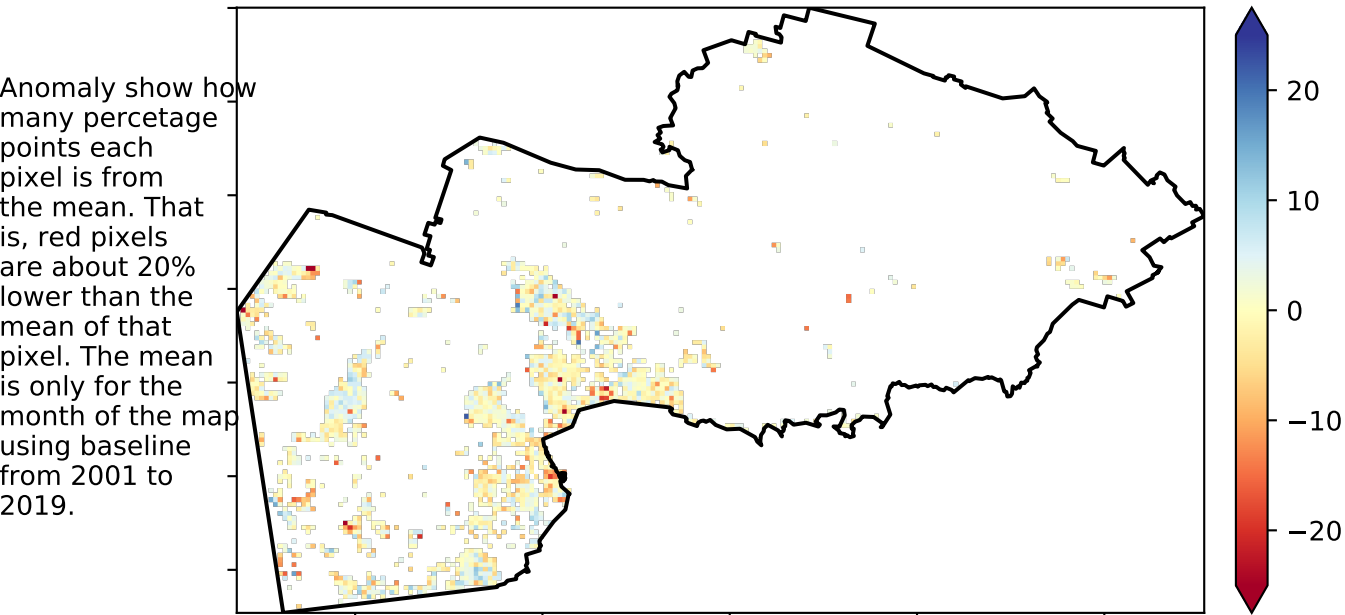 Anomaly show how
many percetage
points each
pixel is from
the mean. That
is, red pixels
are about 20%
lower than the
mean of that
pixel. The mean
is only for the
month of the map
using baseline
from 2001 to
2019.
20
10
0
−10
−20